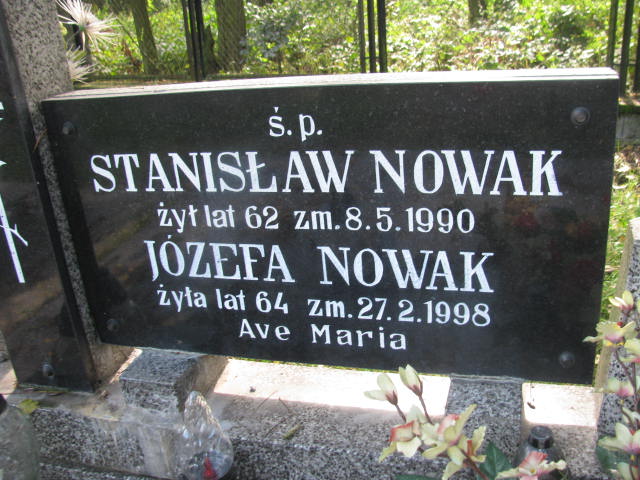 ś.p.
STANISŁAW NOWAK
żył lat 62 zm. 8.5.1990
JÓZEFA NOWAK
żyła lat 64 zm. 27.2.1998
Ave Maria